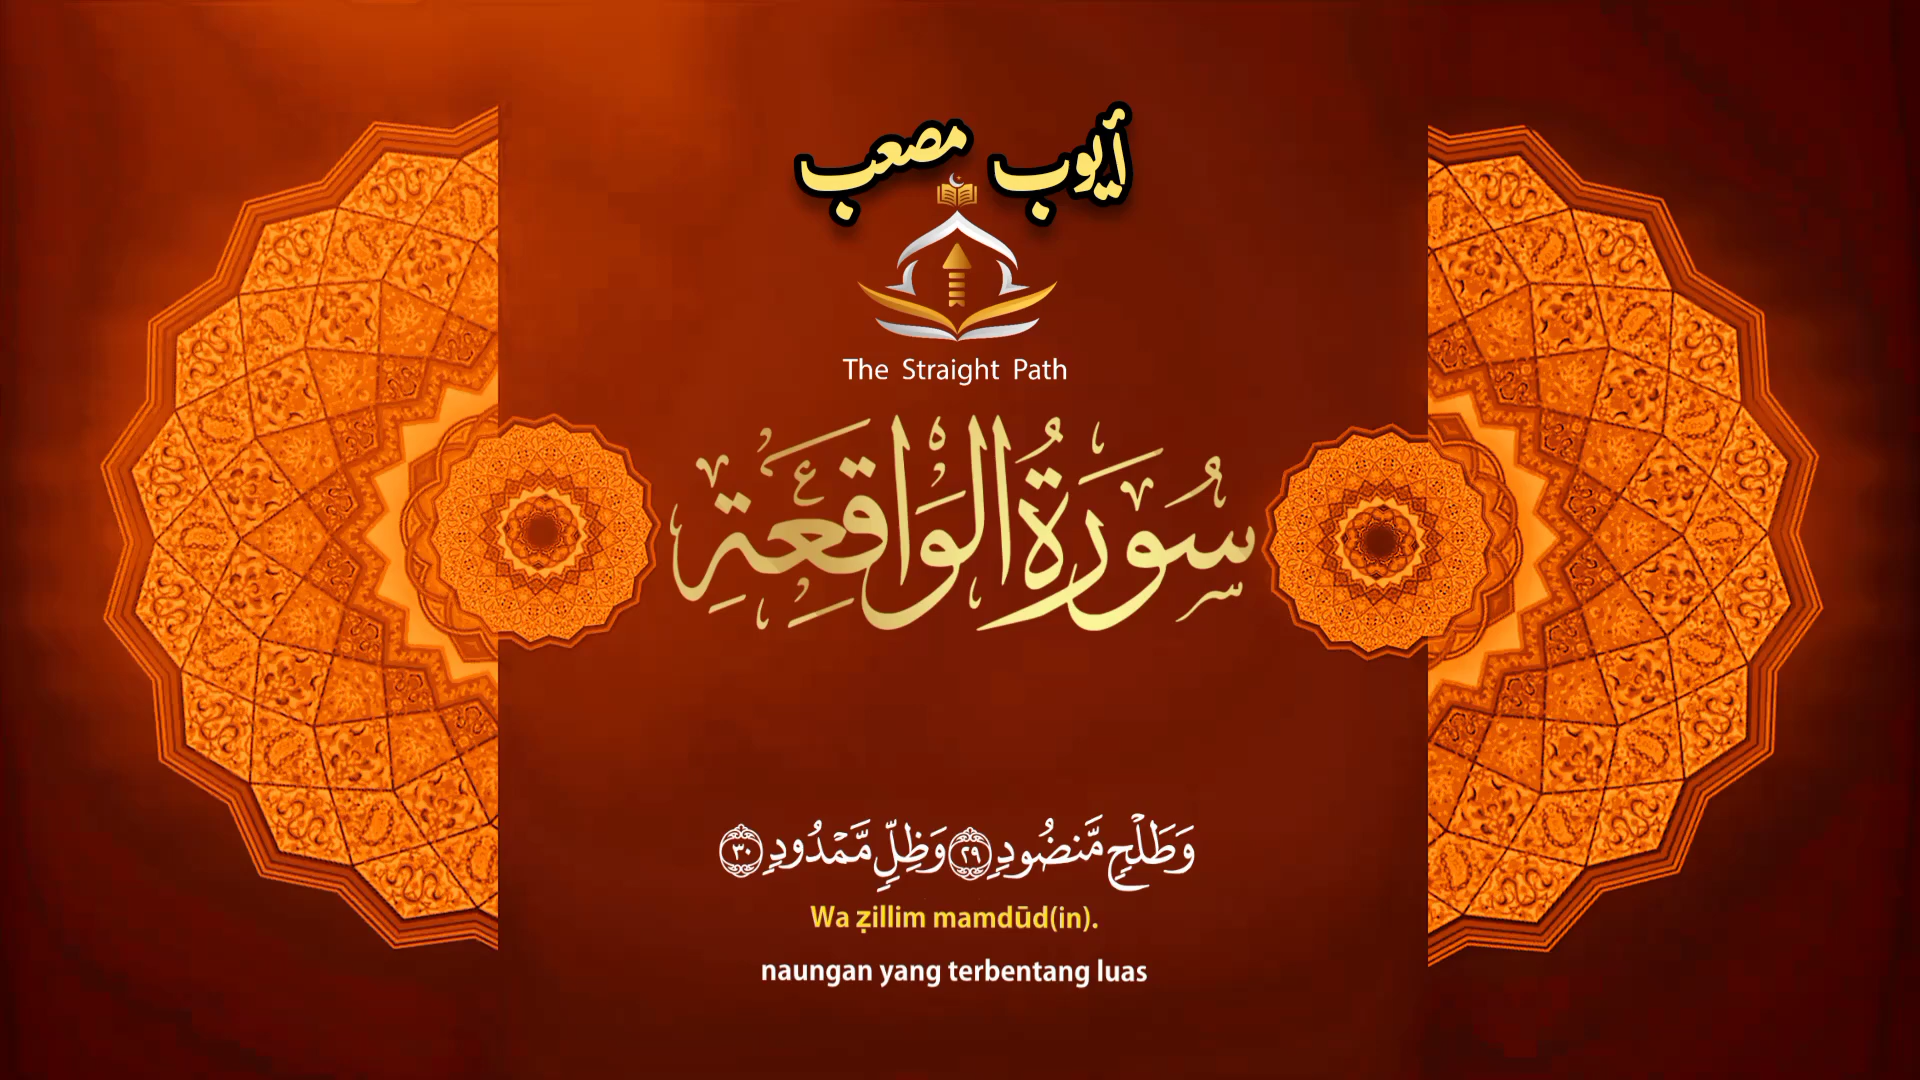 أيوب مصعب
The Straight Path
سُورَةُ الْوَاقِعَةِ
وَطَلْحٍ مَّنضُودٍ ٢٩ وَظِلٍّ مَّمْدُودٍ ٣٠
Wa ẓillim mamdūd(in).
naungan yang terbentang luas